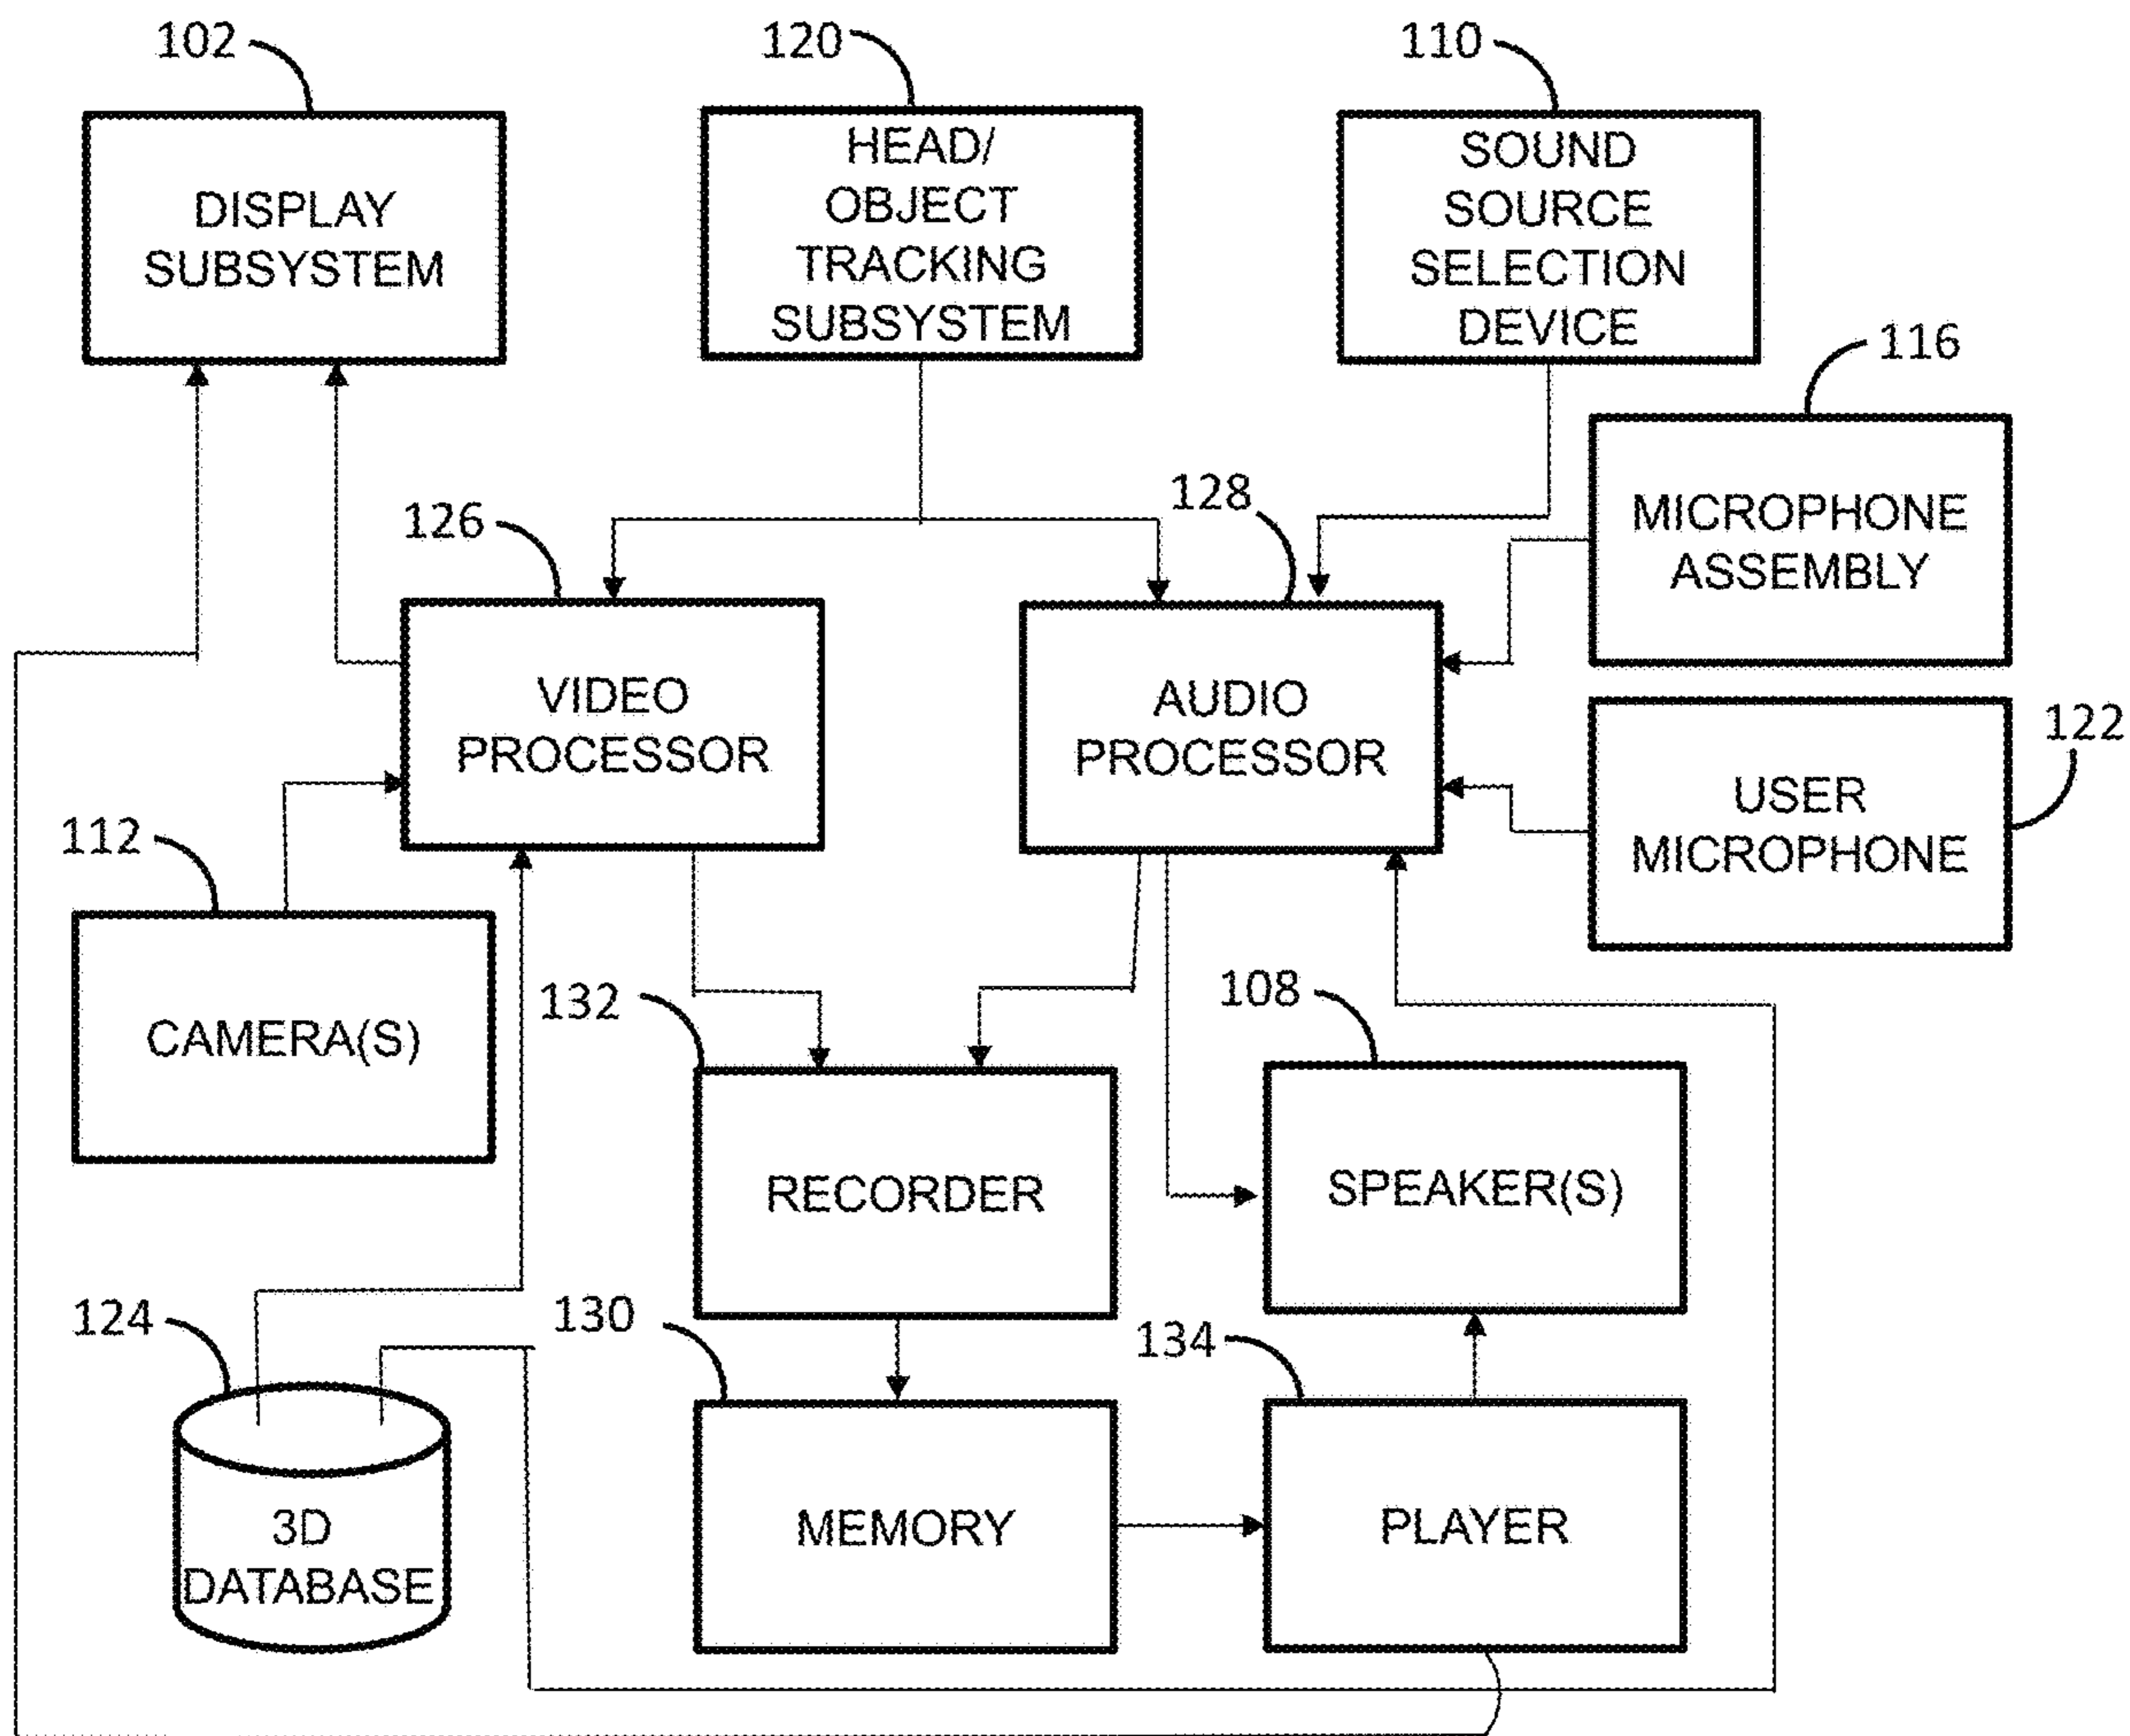 102
120
110
DISPLAY
SUBSYSTEM
HEAD/
OBJECT
TRACKING
SUBSYSTEM
SOUND
SOURCE
SELECTION
DEVICE
116
MICROPHONE
ASSEMBLY
126
128
VIDEO
PROCESSOR
AUDIO
PROCESSOR
122
USER
MICROPHONE
112
CAMERA(S)
132
RECORDER
108
SPEAKER(S)
124
3D
DATABASE
130
MEMORY
134
PLAYER